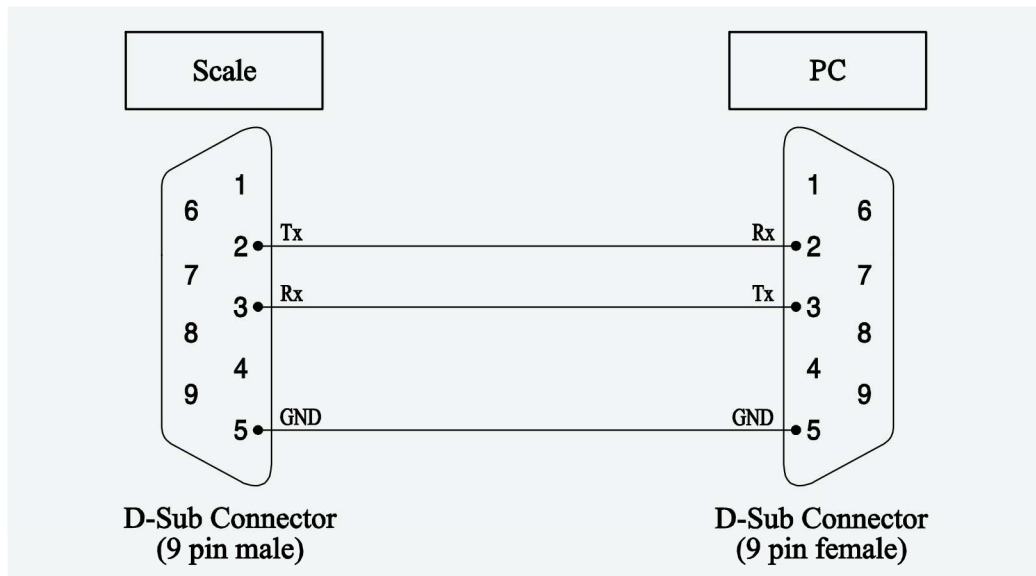 Scale
PC
1
6
2
7
3
8
4
9
5
Tx
Rx
GND
Rx
Tx
GND
1
6
2
7
3
8
4
9
5
D-Sub Connector
(9 pin male)
D-Sub Connector
(9 pin female)